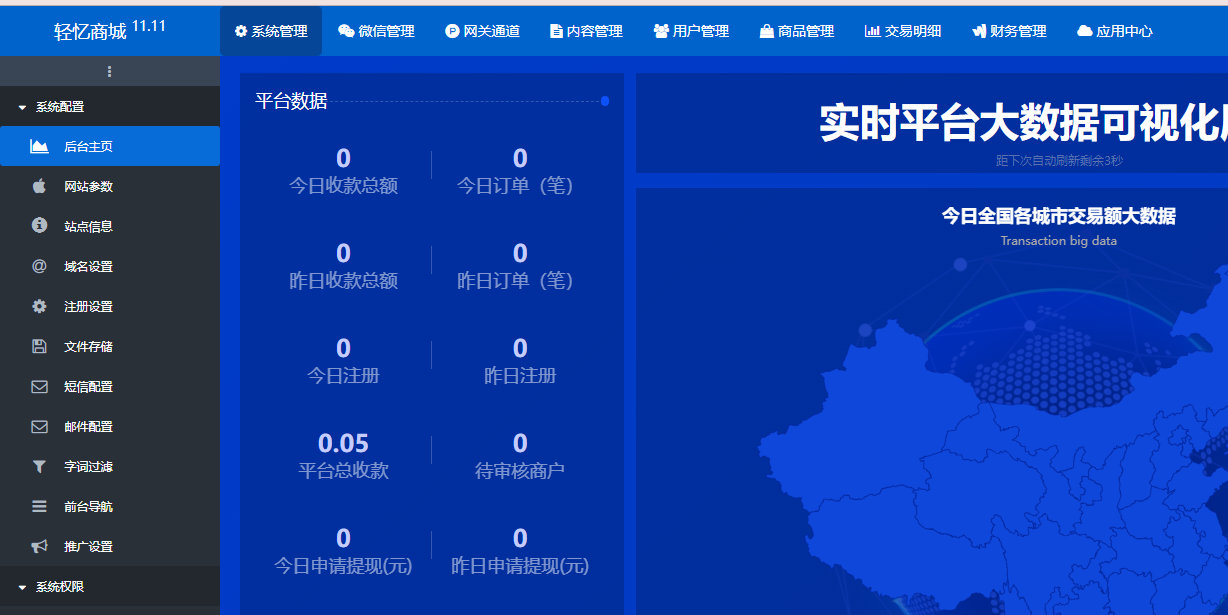 轻忆商城 11.11
系统管理
微信管理
网关通道
内容管理
用户管理
商品管理
交易明细
财务管理
应用中心
系统配置
后台主页
网站参数
站点信息
域名设置
注册设置
文件存储
短信配置
邮件配置
字词过滤
前台导航
推广设置
系统权限
平台数据
0
今日收款总额
0
今日订单（笔）
0
昨日收款总额
0
昨日订单（笔）
0
今日注册
0
昨日注册
0.05
平台总收款
0
待审核商户
0
今日申请提现(元)
0
昨日申请提现(元)
实时平台大数据可视化
距下次自动刷新剩余3秒
今日全国各城市交易额大数据
Transaction big data